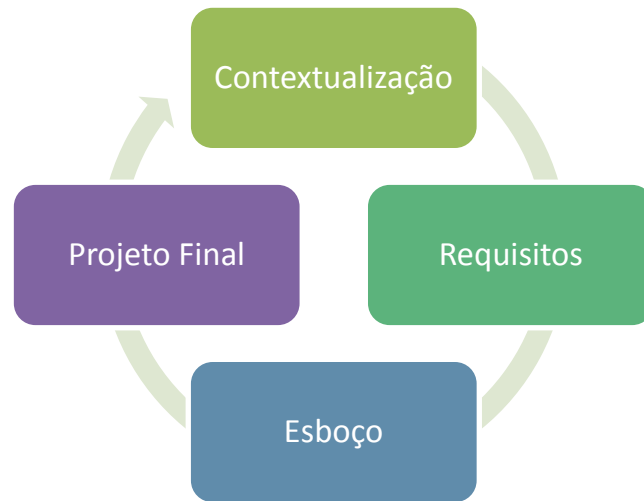 Contextualização
Requisitos
Esboço
Projeto Final